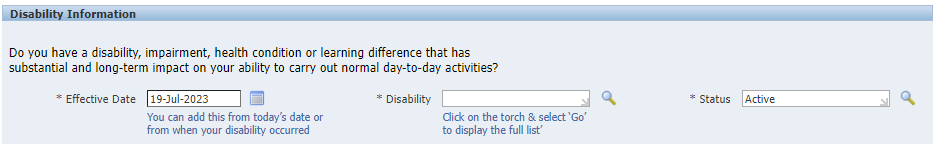 Disability Information
Do you have a disability, impairment, health condition or learning difference that has
substantial and long-term impact on your ability to carry out normal day-to-day activities?
* Effective Date 19-Jul-2023 * Disability * Status Active
You can add this from today's date or
from when your disability occurred
Click on the torch & select 'Go'
to display the full list'